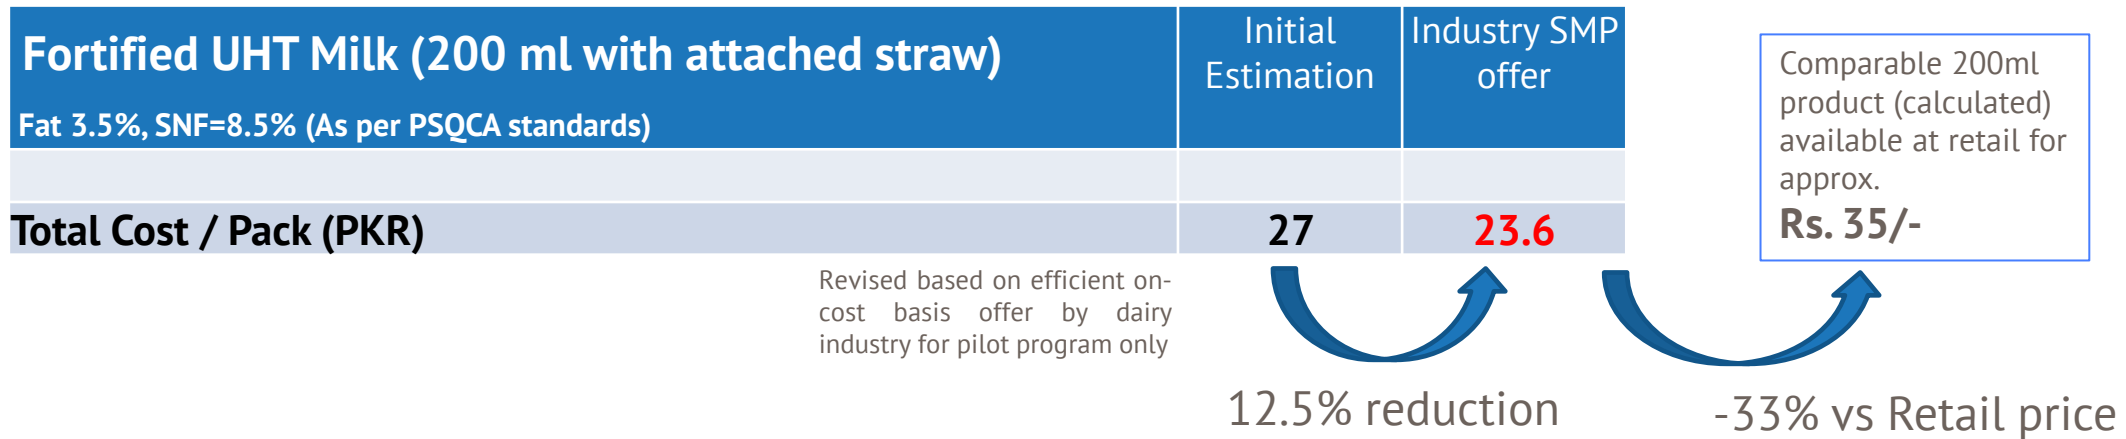 Fortified UHT Milk (200 ml with attached straw)
Fat 3.5%, SNF=8.5% (As per PSQCA standards)
Initial
Estimation
Industry SMP
offer
Total Cost / Pack (PKR)
27
23.6
Comparable 200ml
product (calculated)
available at retail for
approx.
Rs. 35/-
Revised based on efficient on-
cost basis offer by dairy
industry for pilot program only
12.5% reduction
-33% vs Retail price